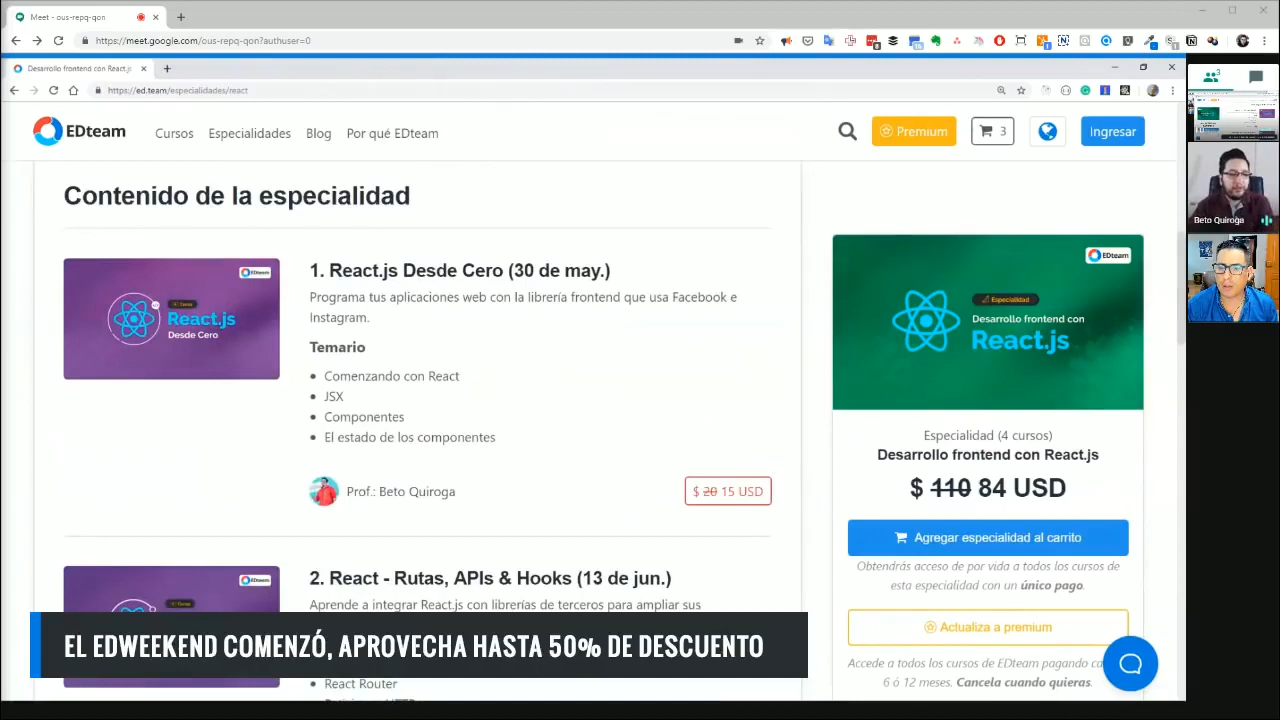 Meet - ous-repq-qon
https://meet.google.com/ous-repq-qon?authuser=0
Desarrollo frontend con React.js
https://ed.team/especialidades/react
EDteam
Cursos
Especialidades
Blog
Por qué EDteam
Premium
3
Ingresar
Contenido de la especialidad
EDteam
React.js
Desde Cero
1. React.js Desde Cero (30 de may.)
Programa tus aplicaciones web con la librería frontend que usa Facebook e
Instagram.
Temario
Comenzando con React
JSX
Componentes
El estado de los componentes
Prof.: Beto Quiroga
$ 20 15 USD
EDteam
2. React - Rutas, APIs & Hooks (13 de jun.)
Aprende a integrar React.js con librerías de terceros para ampliar sus
React Router
EDteam
Especialidad
Desarrollo frontend con
React.js
Especialidad (4 cursos)
Desarrollo frontend con React.js
$ 110 84 USD
Agregar especialidad al carrito
Obtendrás acceso de por vida a todos los cursos de
esta especialidad con un único pago.
Actualiza a premium
Accede a todos los cursos de EDteam pagando
6 ó 12 meses. Cancela cuando quieras.
EL EDWEEKEND COMENZÓ, APROVECHA HASTA 50% DE DESCUENTO
3
Beto Quiroga